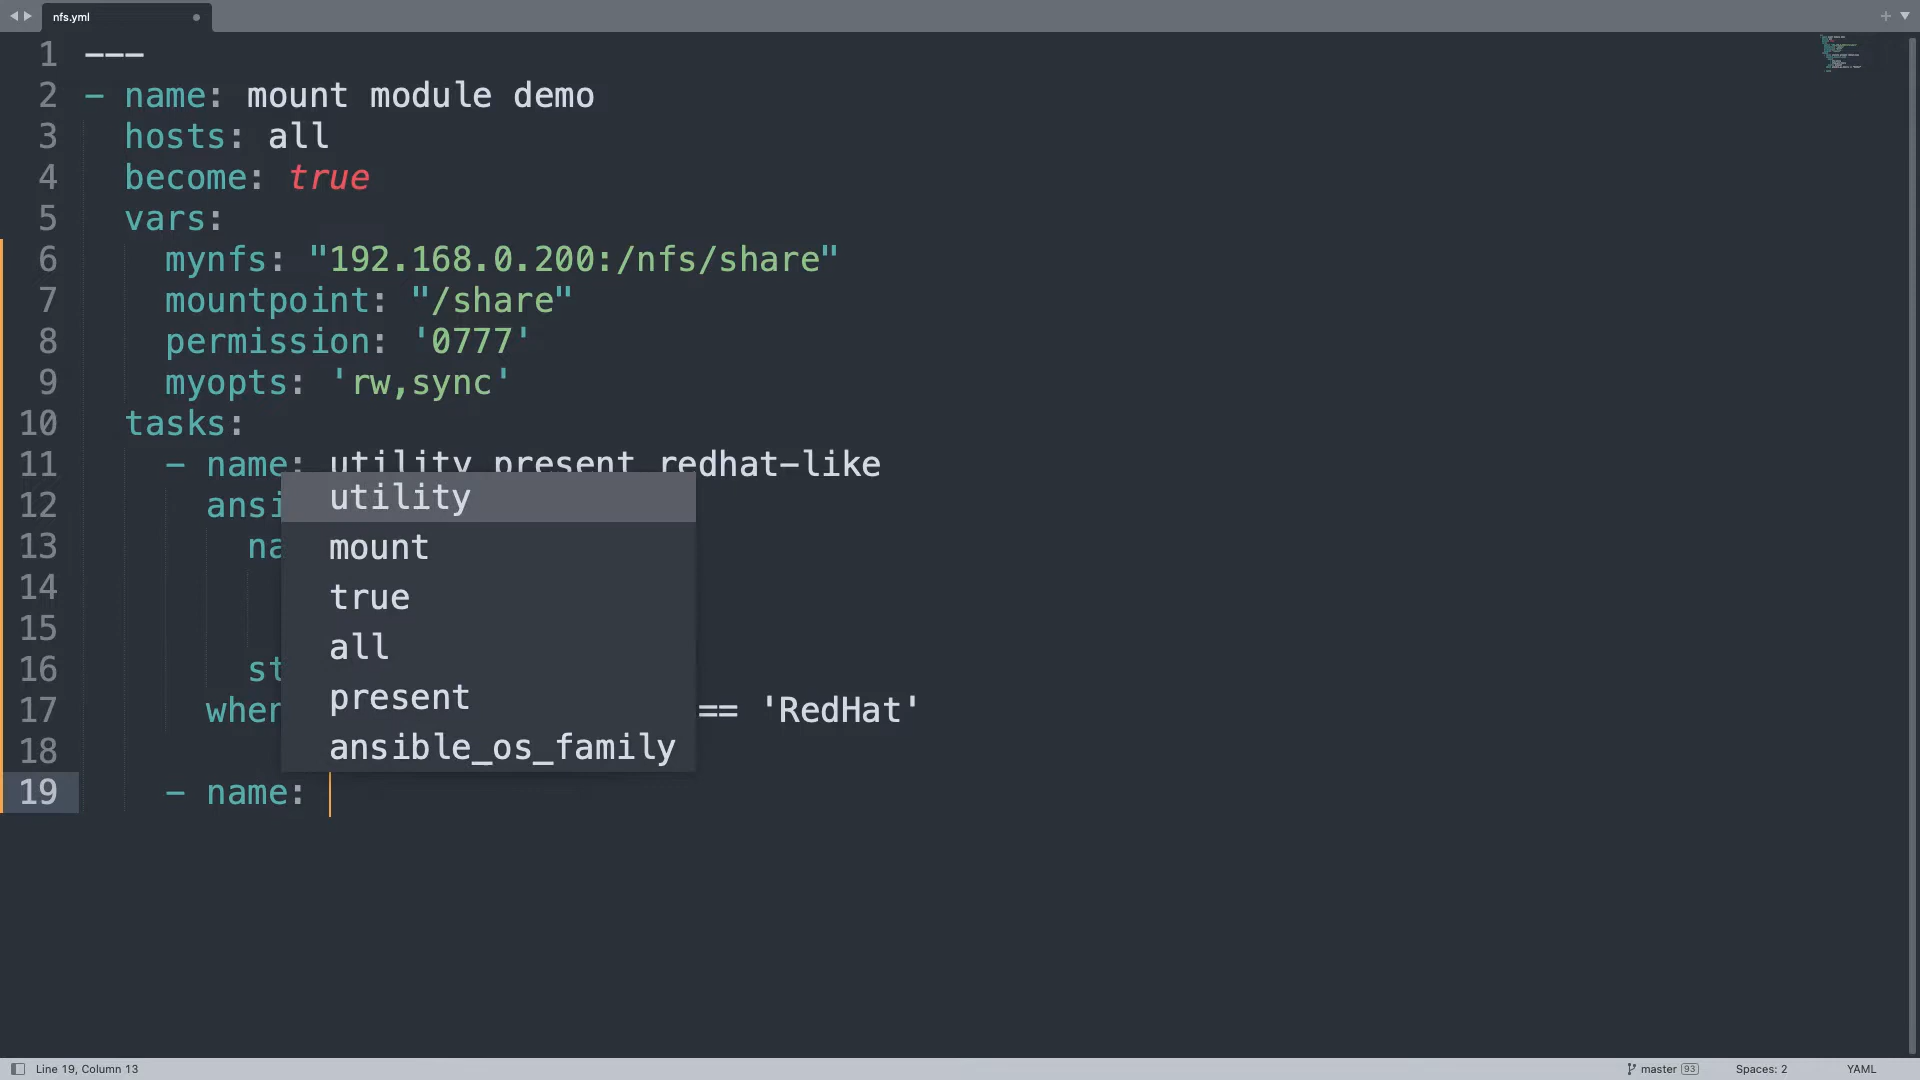 nfs.yml
1 ---
2 - name: mount module demo
3 hosts: all
4 become: true
5 vars:
6 mynfs: "192.168.0.200:/nfs/share"
7 mountpoint: "/share"
8 permission: '0777'
9 myopts: 'rw,sync'
10 tasks:
11 - name: utility present redhat-like
12 ansi
13 na
14
15
16 st
17 wher == 'RedHat'
18
19 - name:
utility
mount
true
all
present
ansible_os_family
Line 19, Column 13
master 93
Spaces: 2
YAML